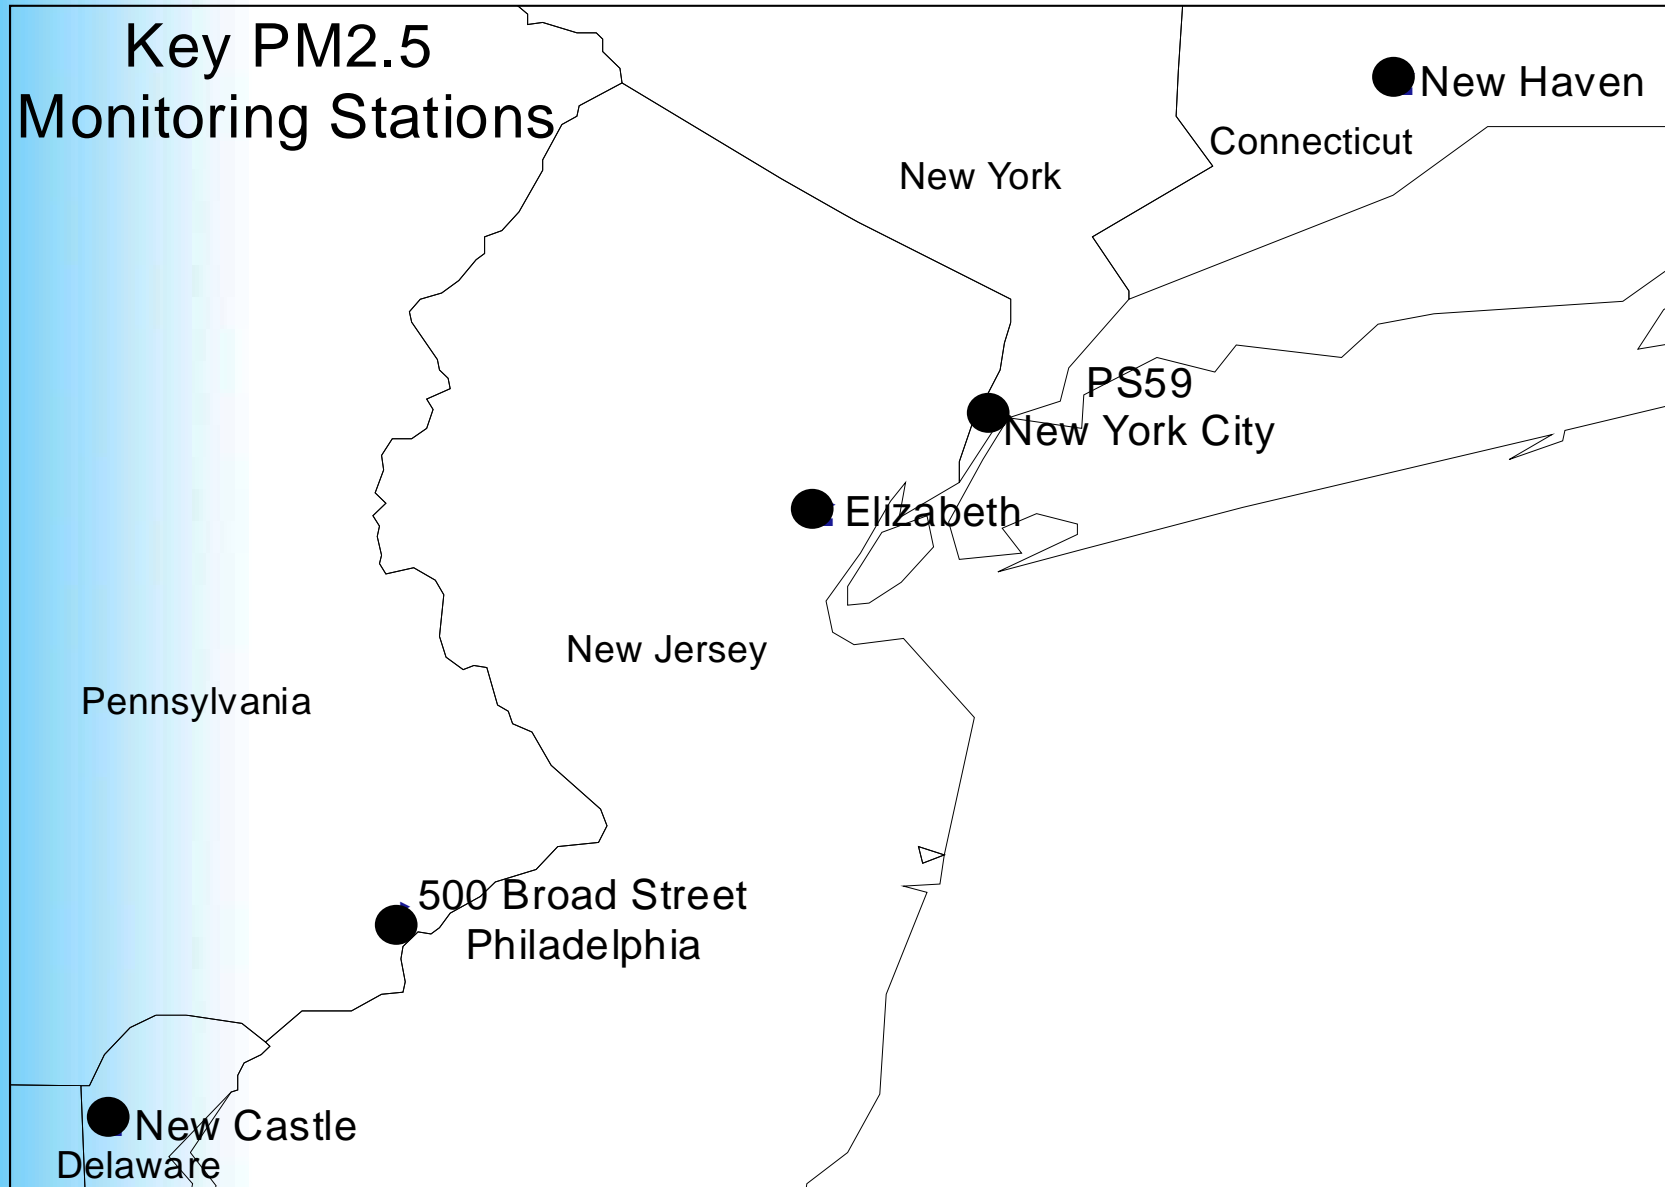 Key PM2.5
Monitoring Stations
New Haven
Connecticut
New York
PS59
New York City
Elizabeth
New Jersey
Pennsylvania
500 Broad Street
Philadelphia
New Castle
Delaware